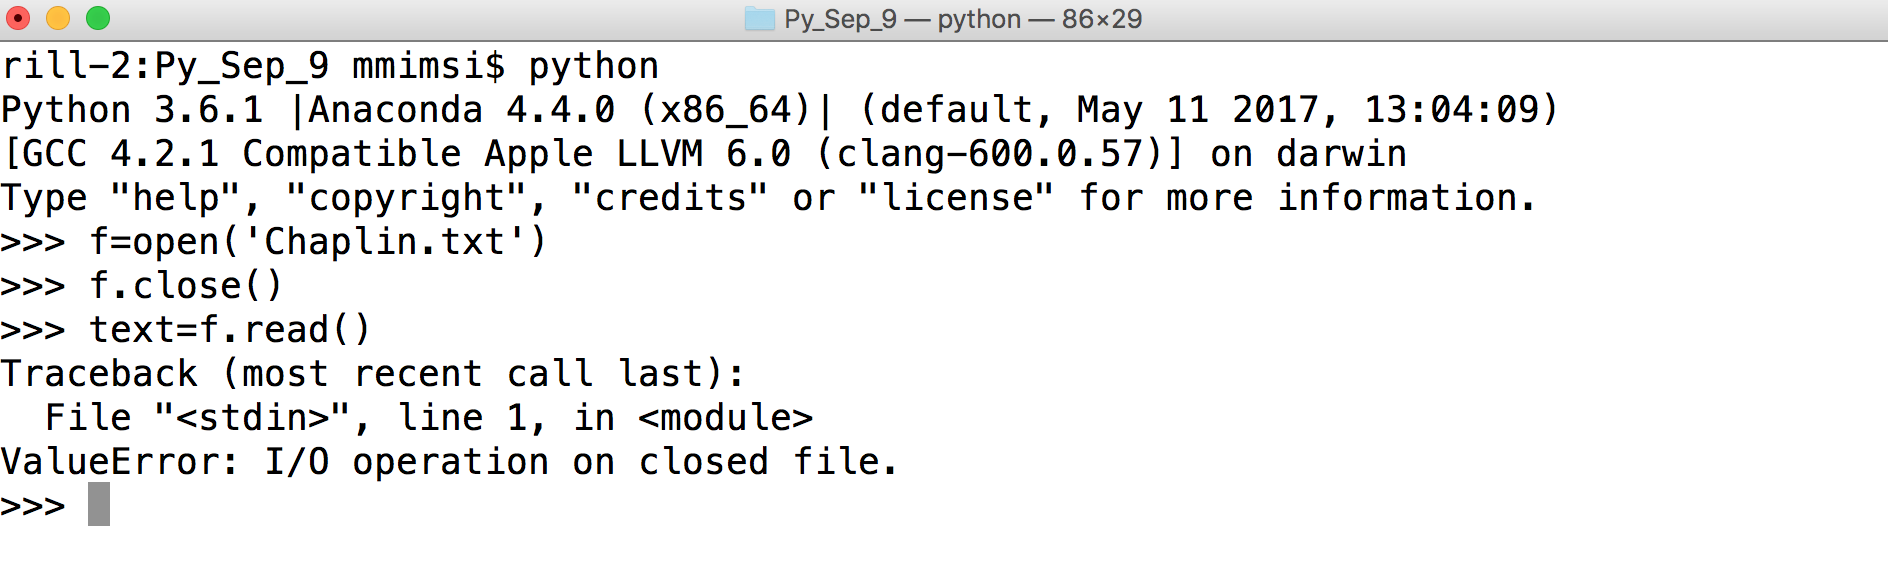 Py_Sep_9 — python — 86×29
rill-2:Py_Sep_9 mmimsi$ python
Python 3.6.1 |Anaconda 4.4.0 (x86_64)| (default, May 11 2017, 13:04:09)
[GCC 4.2.1 Compatible Apple LLVM 6.0 (clang-600.0.57)] on darwin
Type "help", "copyright", "credits" or "license" for more information.
>>> f=open('Chaplin.txt')
>>> f.close()
>>> text=f.read()
Traceback (most recent call last):
  File "<stdin>", line 1, in <module>
ValueError: I/O operation on closed file.
>>>